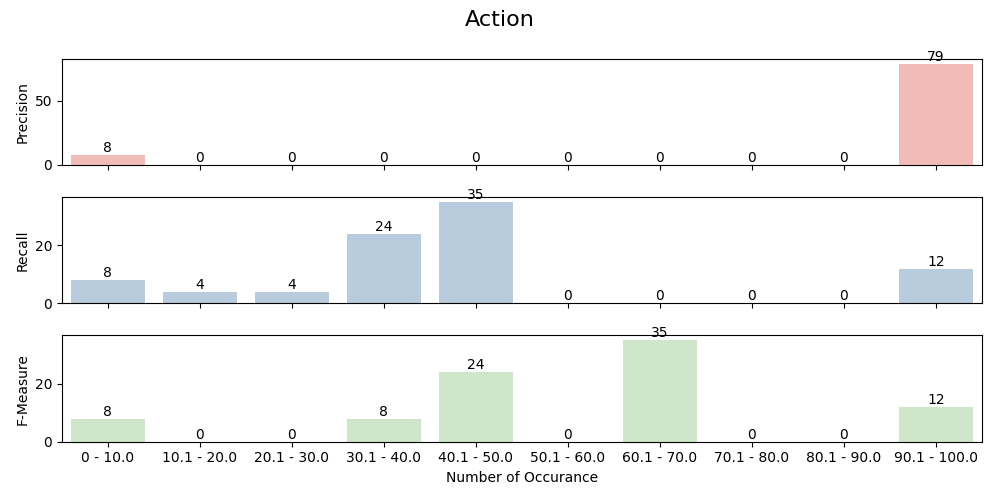 Action
Precision
50
0
8 0 0 0 0 0 0 0 0 79
Recall
20
0
8 4 4 24 35 0 0 0 0 12
F-Measure
20
0
8 0 0 8 24 0 35 0 0 12
0 - 10.0 10.1 - 20.0 20.1 - 30.0 30.1 - 40.0 40.1 - 50.0 50.1 - 60.0 60.1 - 70.0 70.1 - 80.0 80.1 - 90.0 90.1 - 100.0
Number of Occurance